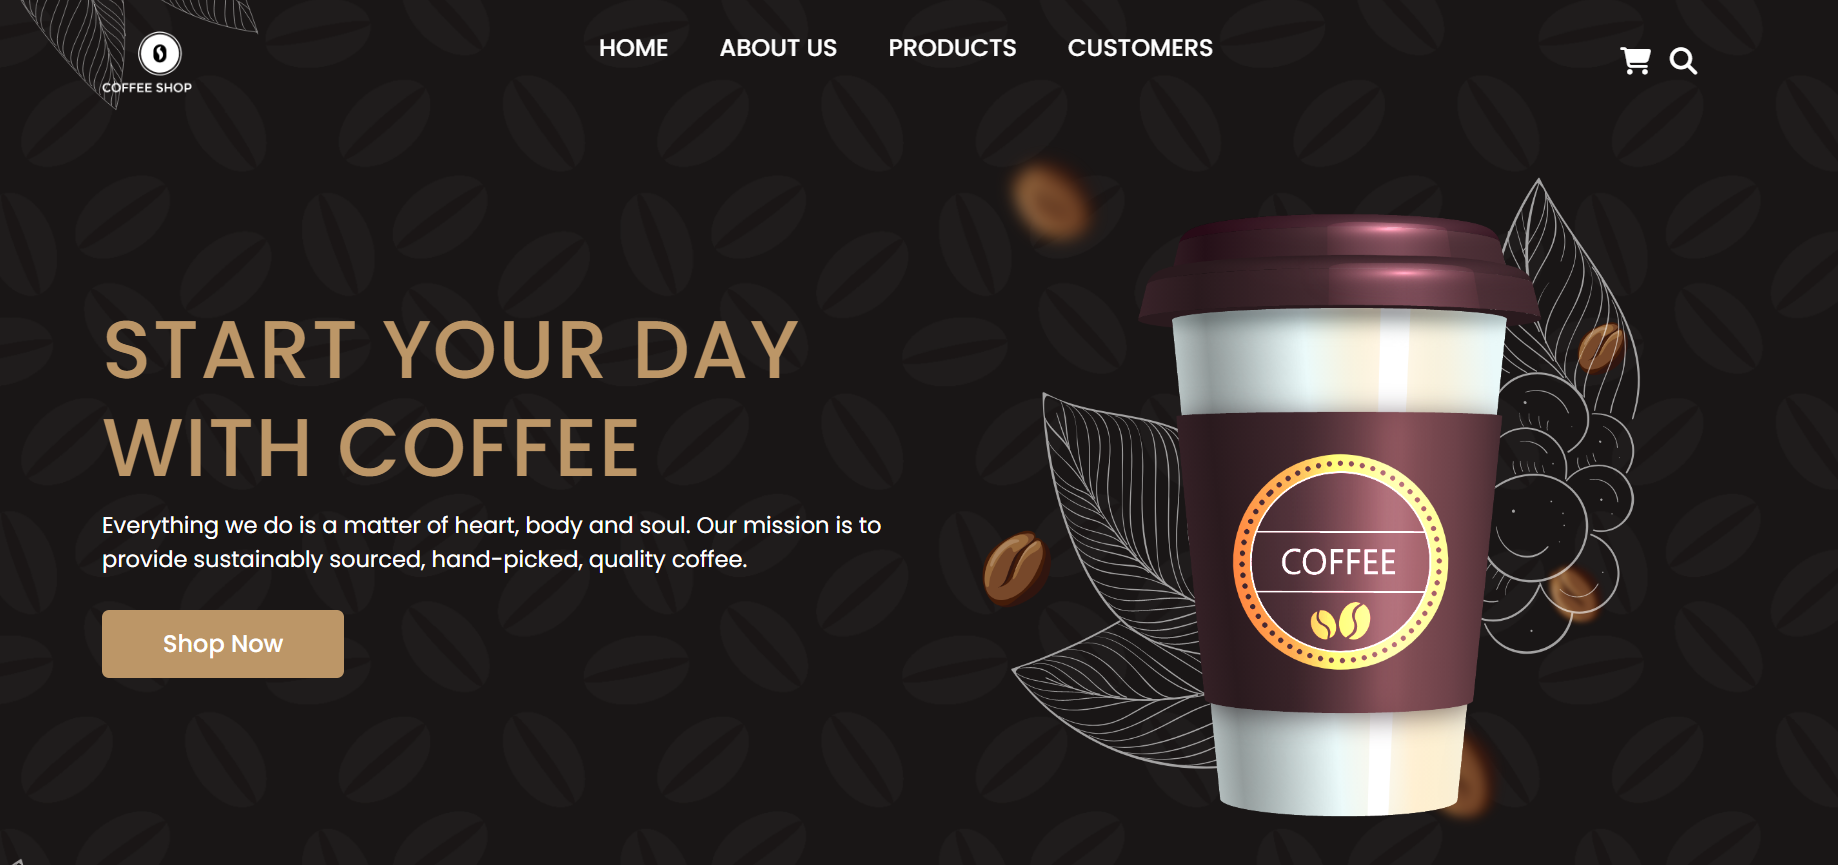 COFFEE SHOP
HOME ABOUT US PRODUCTS CUSTOMERS
START YOUR DAY
WITH COFFEE
Everything we do is a matter of heart, body and soul. Our mission is to
provide sustainably sourced, hand-picked, quality coffee.
Shop Now
COFFEE